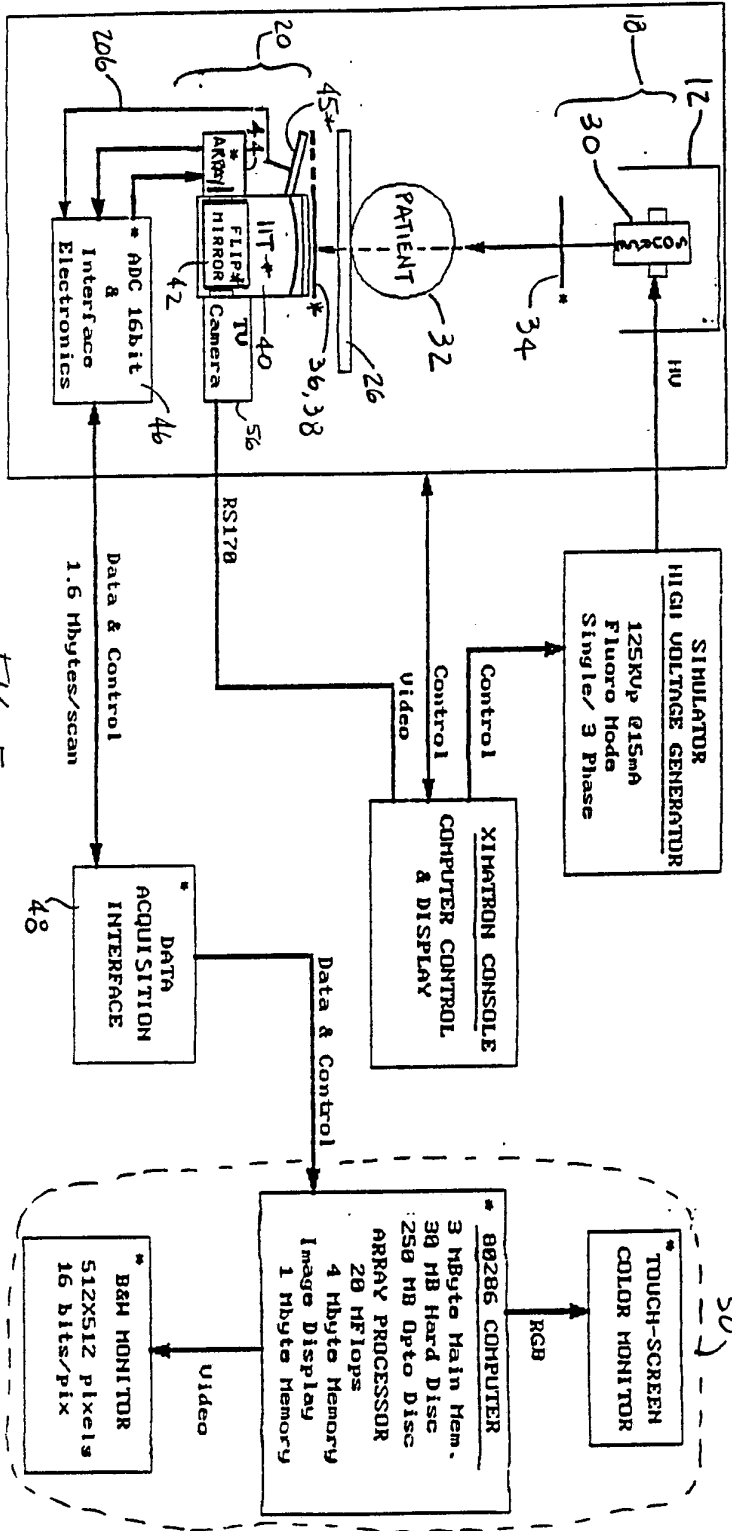 12
18
30
SOURCE
HV
34
*
PATIENT
32
26
36,38
*
45*
20
206
44
*
ARRAY
IIT*
40
FLIP*
MIRROR
42
TV
Camera
56
* ADC 16bit
&
Interface
Electronics
46
SIMULATOR
HIGH VOLTAGE GENERATOR
125KVp @15mA
Fluoro Mode
Single/ 3 Phase
Control
Control
Video
RS170
XIMATRON CONSOLE
COMPUTER CONTROL
& DISPLAY
Data & Control
1.6 Mbytes/scan
*
DATA
ACQUISITION
INTERFACE
48
Data & Control
50
*
TOUCH-SCREEN
COLOR MONITOR
RGB
* 80286 COMPUTER
3 MByte Main Mem.
30 MB Hard Disc
250 MB Opto Disc
ARRAY PROCESSOR
20 MFlops
4 Mbyte Memory
Image Display
1 Mbyte Memory
Video
*
B&W MONITOR
512X512 pixels
16 bits/pix